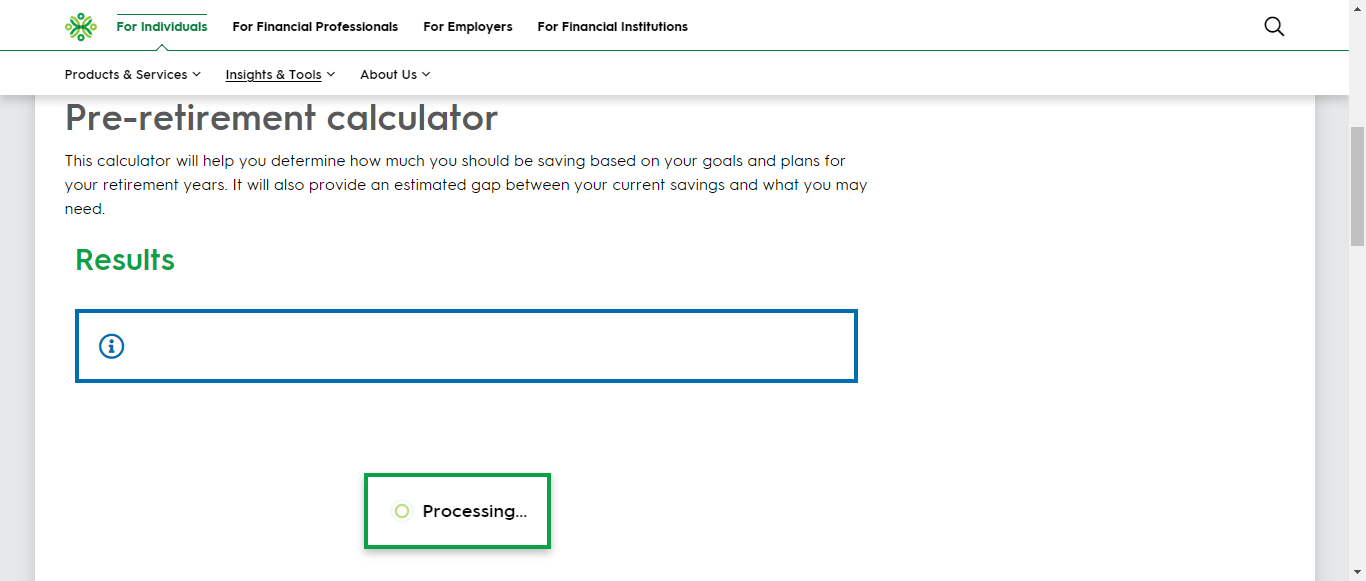 For Individuals For Financial Professionals For Employers For Financial Institutions
Products & Services Insights & Tools About Us
Pre-retirement calculator
This calculator will help you determine how much you should be saving based on your goals and plans for
your retirement years. It will also provide an estimated gap between your current savings and what you may
need.
Results
Processing...